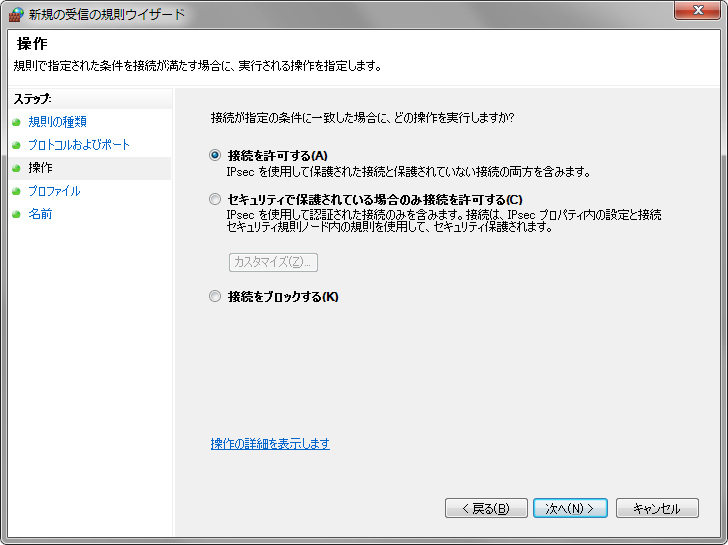 新規の受信の規則ウィザード
操作
規則で指定された条件を接続が満たす場合に、実行される操作を指定します。
ステップ:
規則の種類
プロトコルおよびポート
操作
プロファイル
名前
接続が指定の条件に一致した場合に、どの操作を実行しますか?
接続を許可する(A)
IPsec を使用して保護された接続と保護されていない接続の両方を含みます。
セキュリティで保護されている場合のみ接続を許可する(C)
IPsec を使用して認証された接続のみを含みます。接続は、IPsec プロパティ内の設定と接続
セキュリティ規則ノード内の規則を使用して、セキュリティ保護されます。
カスタマイズ(Z)...
接続をブロックする(K)
操作の詳細を表示します
< 戻る(B)
次へ(N) >
キャンセル